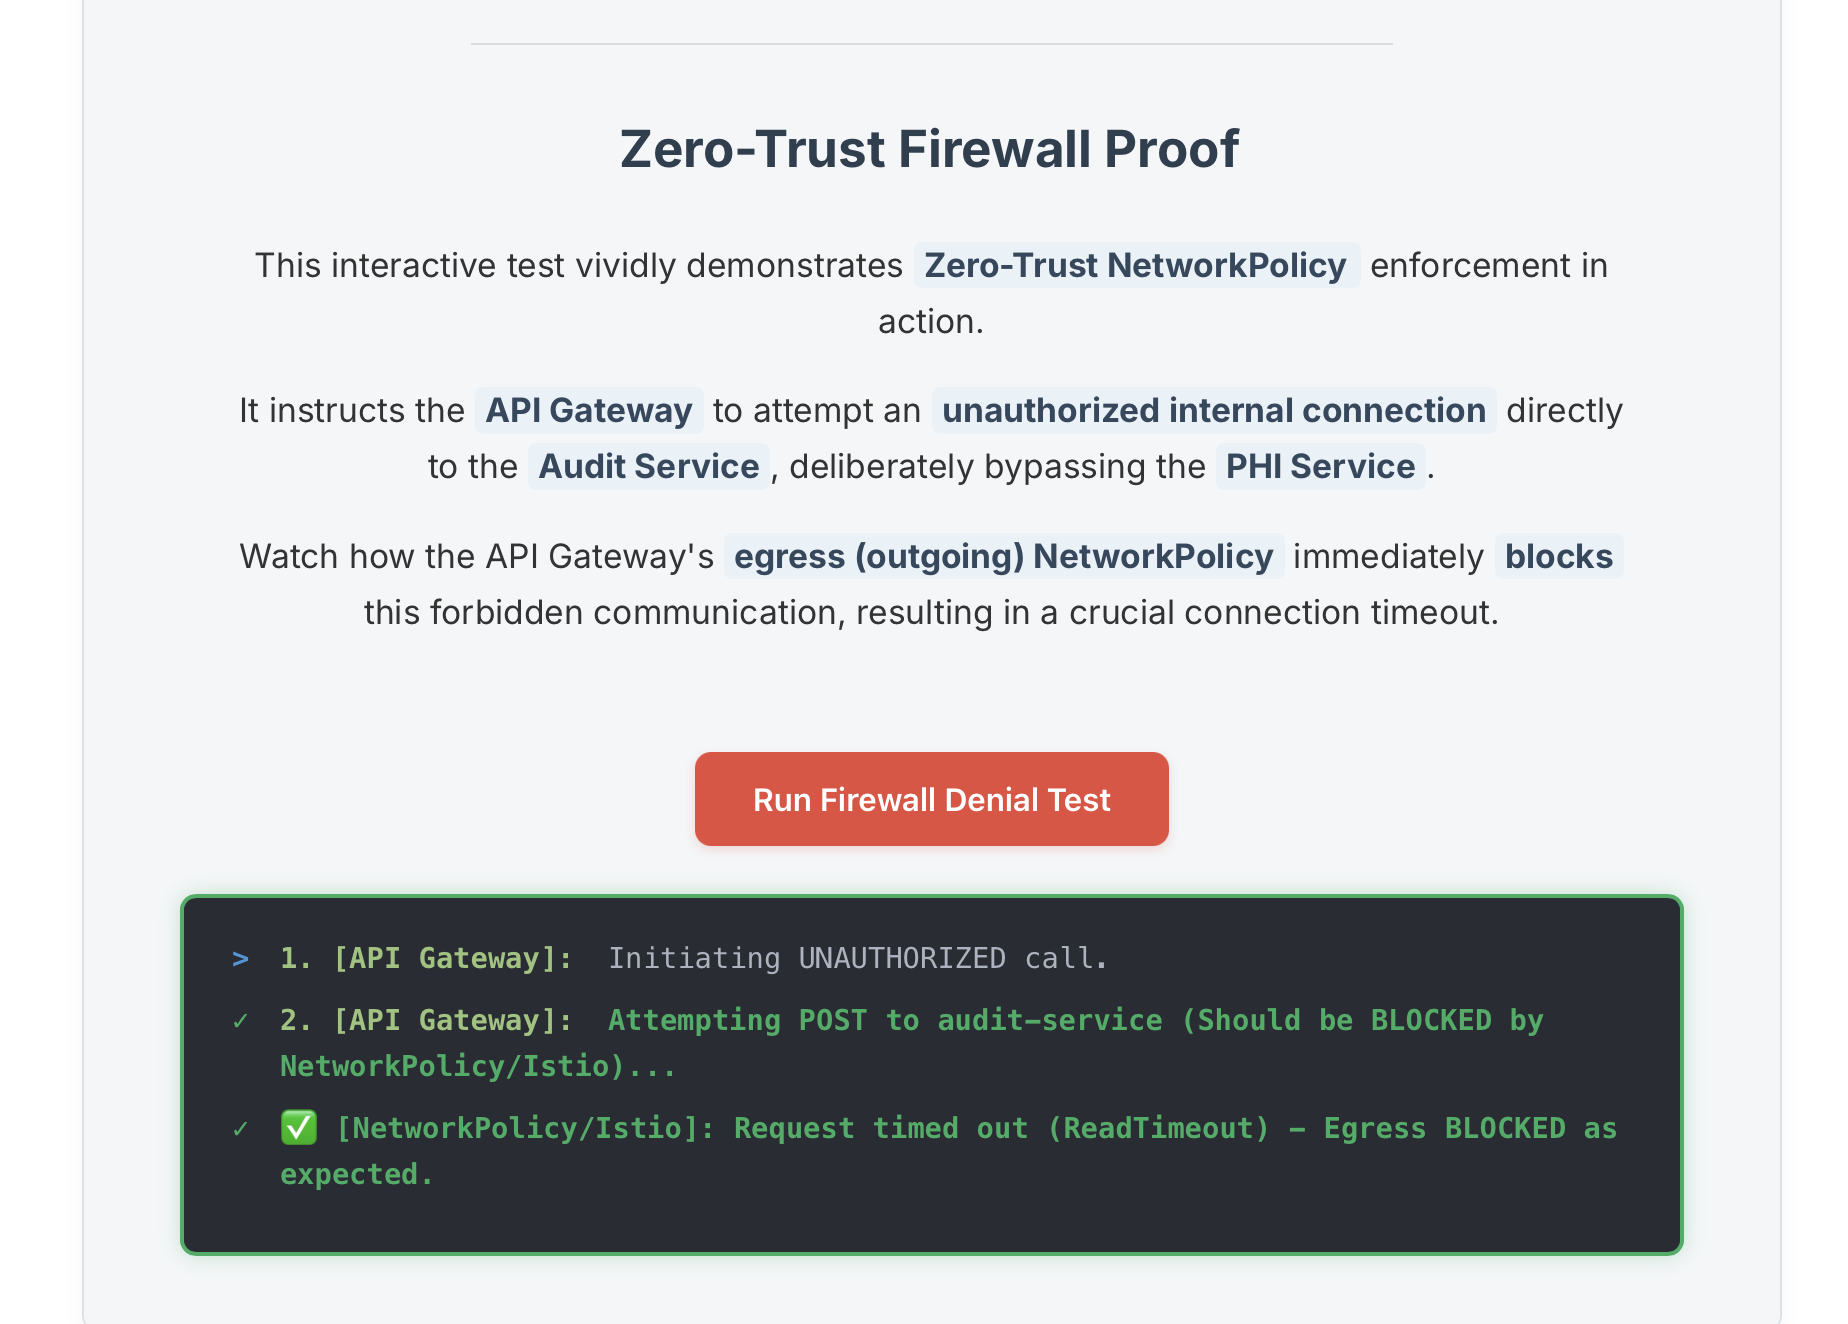 Zero-Trust Firewall Proof
This interactive test vividly demonstrates Zero-Trust NetworkPolicy enforcement in
action.
It instructs the API Gateway to attempt an unauthorized internal connection directly
to the Audit Service, deliberately bypassing the PHI Service.
Watch how the API Gateway's egress (outgoing) NetworkPolicy immediately blocks
this forbidden communication, resulting in a crucial connection timeout.
Run Firewall Denial Test
> 1. [API Gateway]: Initiating UNAUTHORIZED call.
✓ 2. [API Gateway]: Attempting POST to audit-service (Should be BLOCKED by
NetworkPolicy/Istio)...
✓ ✅ [NetworkPolicy/Istio]: Request timed out (ReadTimeout) – Egress BLOCKED as
expected.